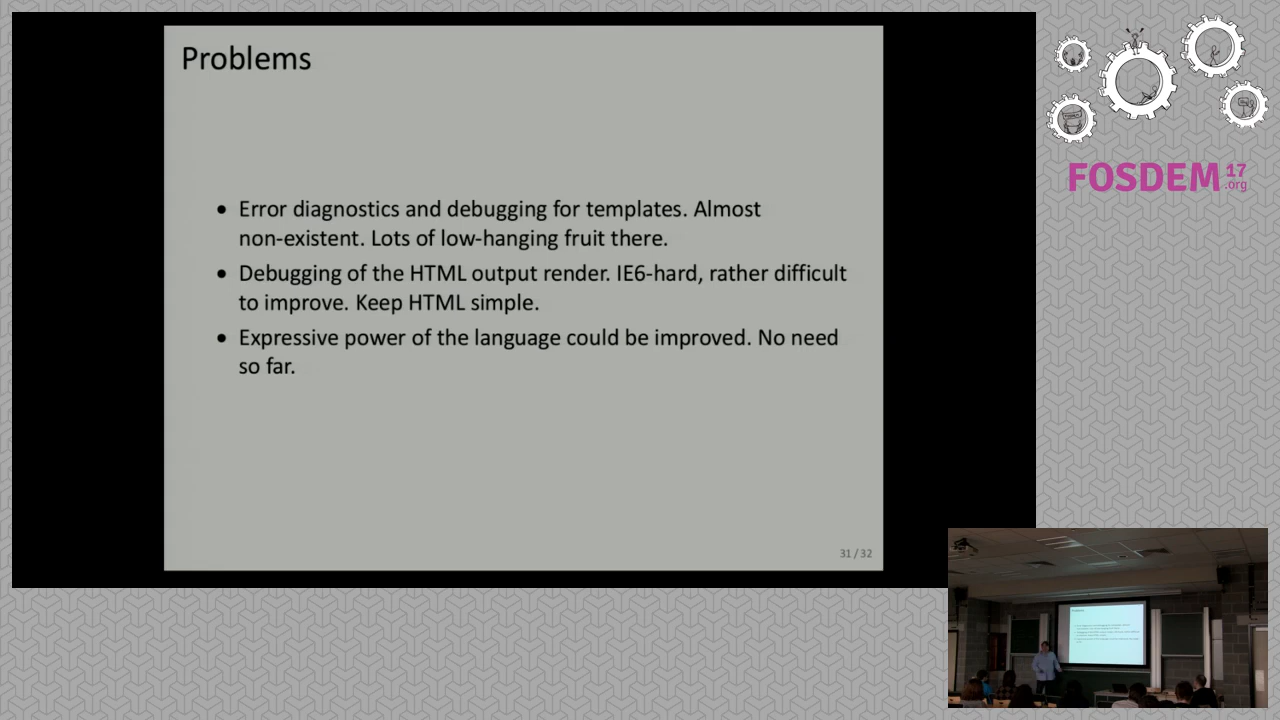 Problems
• Error diagnostics and debugging for templates. Almost
non-existent. Lots of low-hanging fruit there.
• Debugging of the HTML output render. IE6-hard, rather difficult
to improve. Keep HTML simple.
• Expressive power of the language could be improved. No need
so far.
31 / 32
FOSDEM 17
.org
Problems